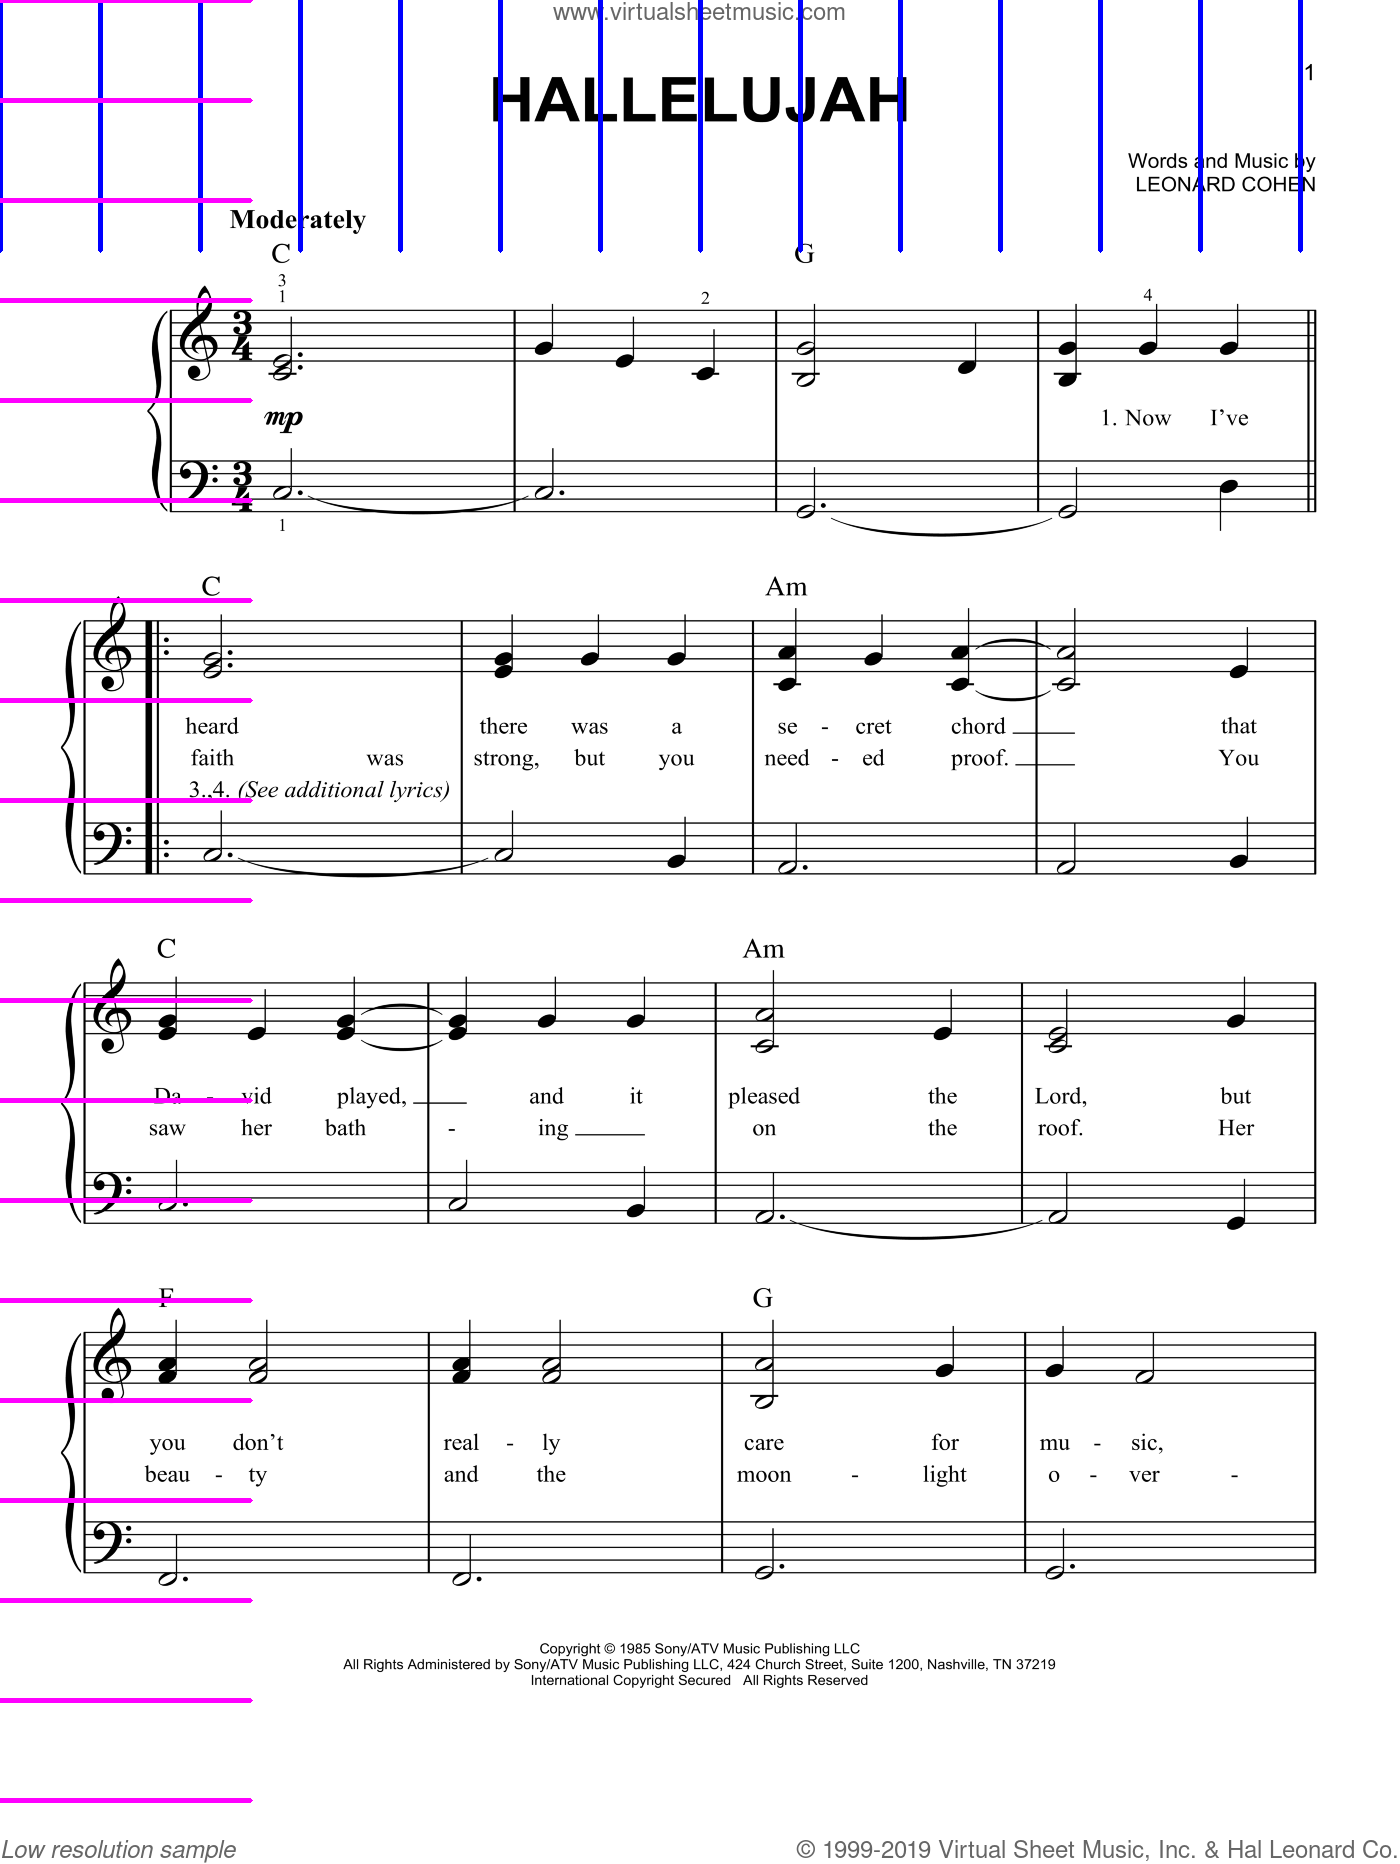 www.virtualsheetmusic.com
1
HALLELUJAH
Words and Music by
LEONARD COHEN
Moderately
C G
3
1 2 4
3
4
mp 1. Now I've
3
4
1
C Am
heard there was a se - cret chord that
faith was strong, but you need - ed proof. You
3.,4. (See additional lyrics)
C Am
Da - vid played, and it pleased the Lord, but
saw her bath - ing on the roof. Her
F G
you don't real - ly care for mu - sic,
beau - ty and the moon - light o - ver -
Copyright © 1985 Sony/ATV Music Publishing LLC
All Rights Administered by Sony/ATV Music Publishing LLC, 424 Church Street, Suite 1200, Nashville, TN 37219
International Copyright Secured All Rights Reserved
Low resolution sample © 1999-2019 Virtual Sheet Music, Inc. & Hal Leonard Co.